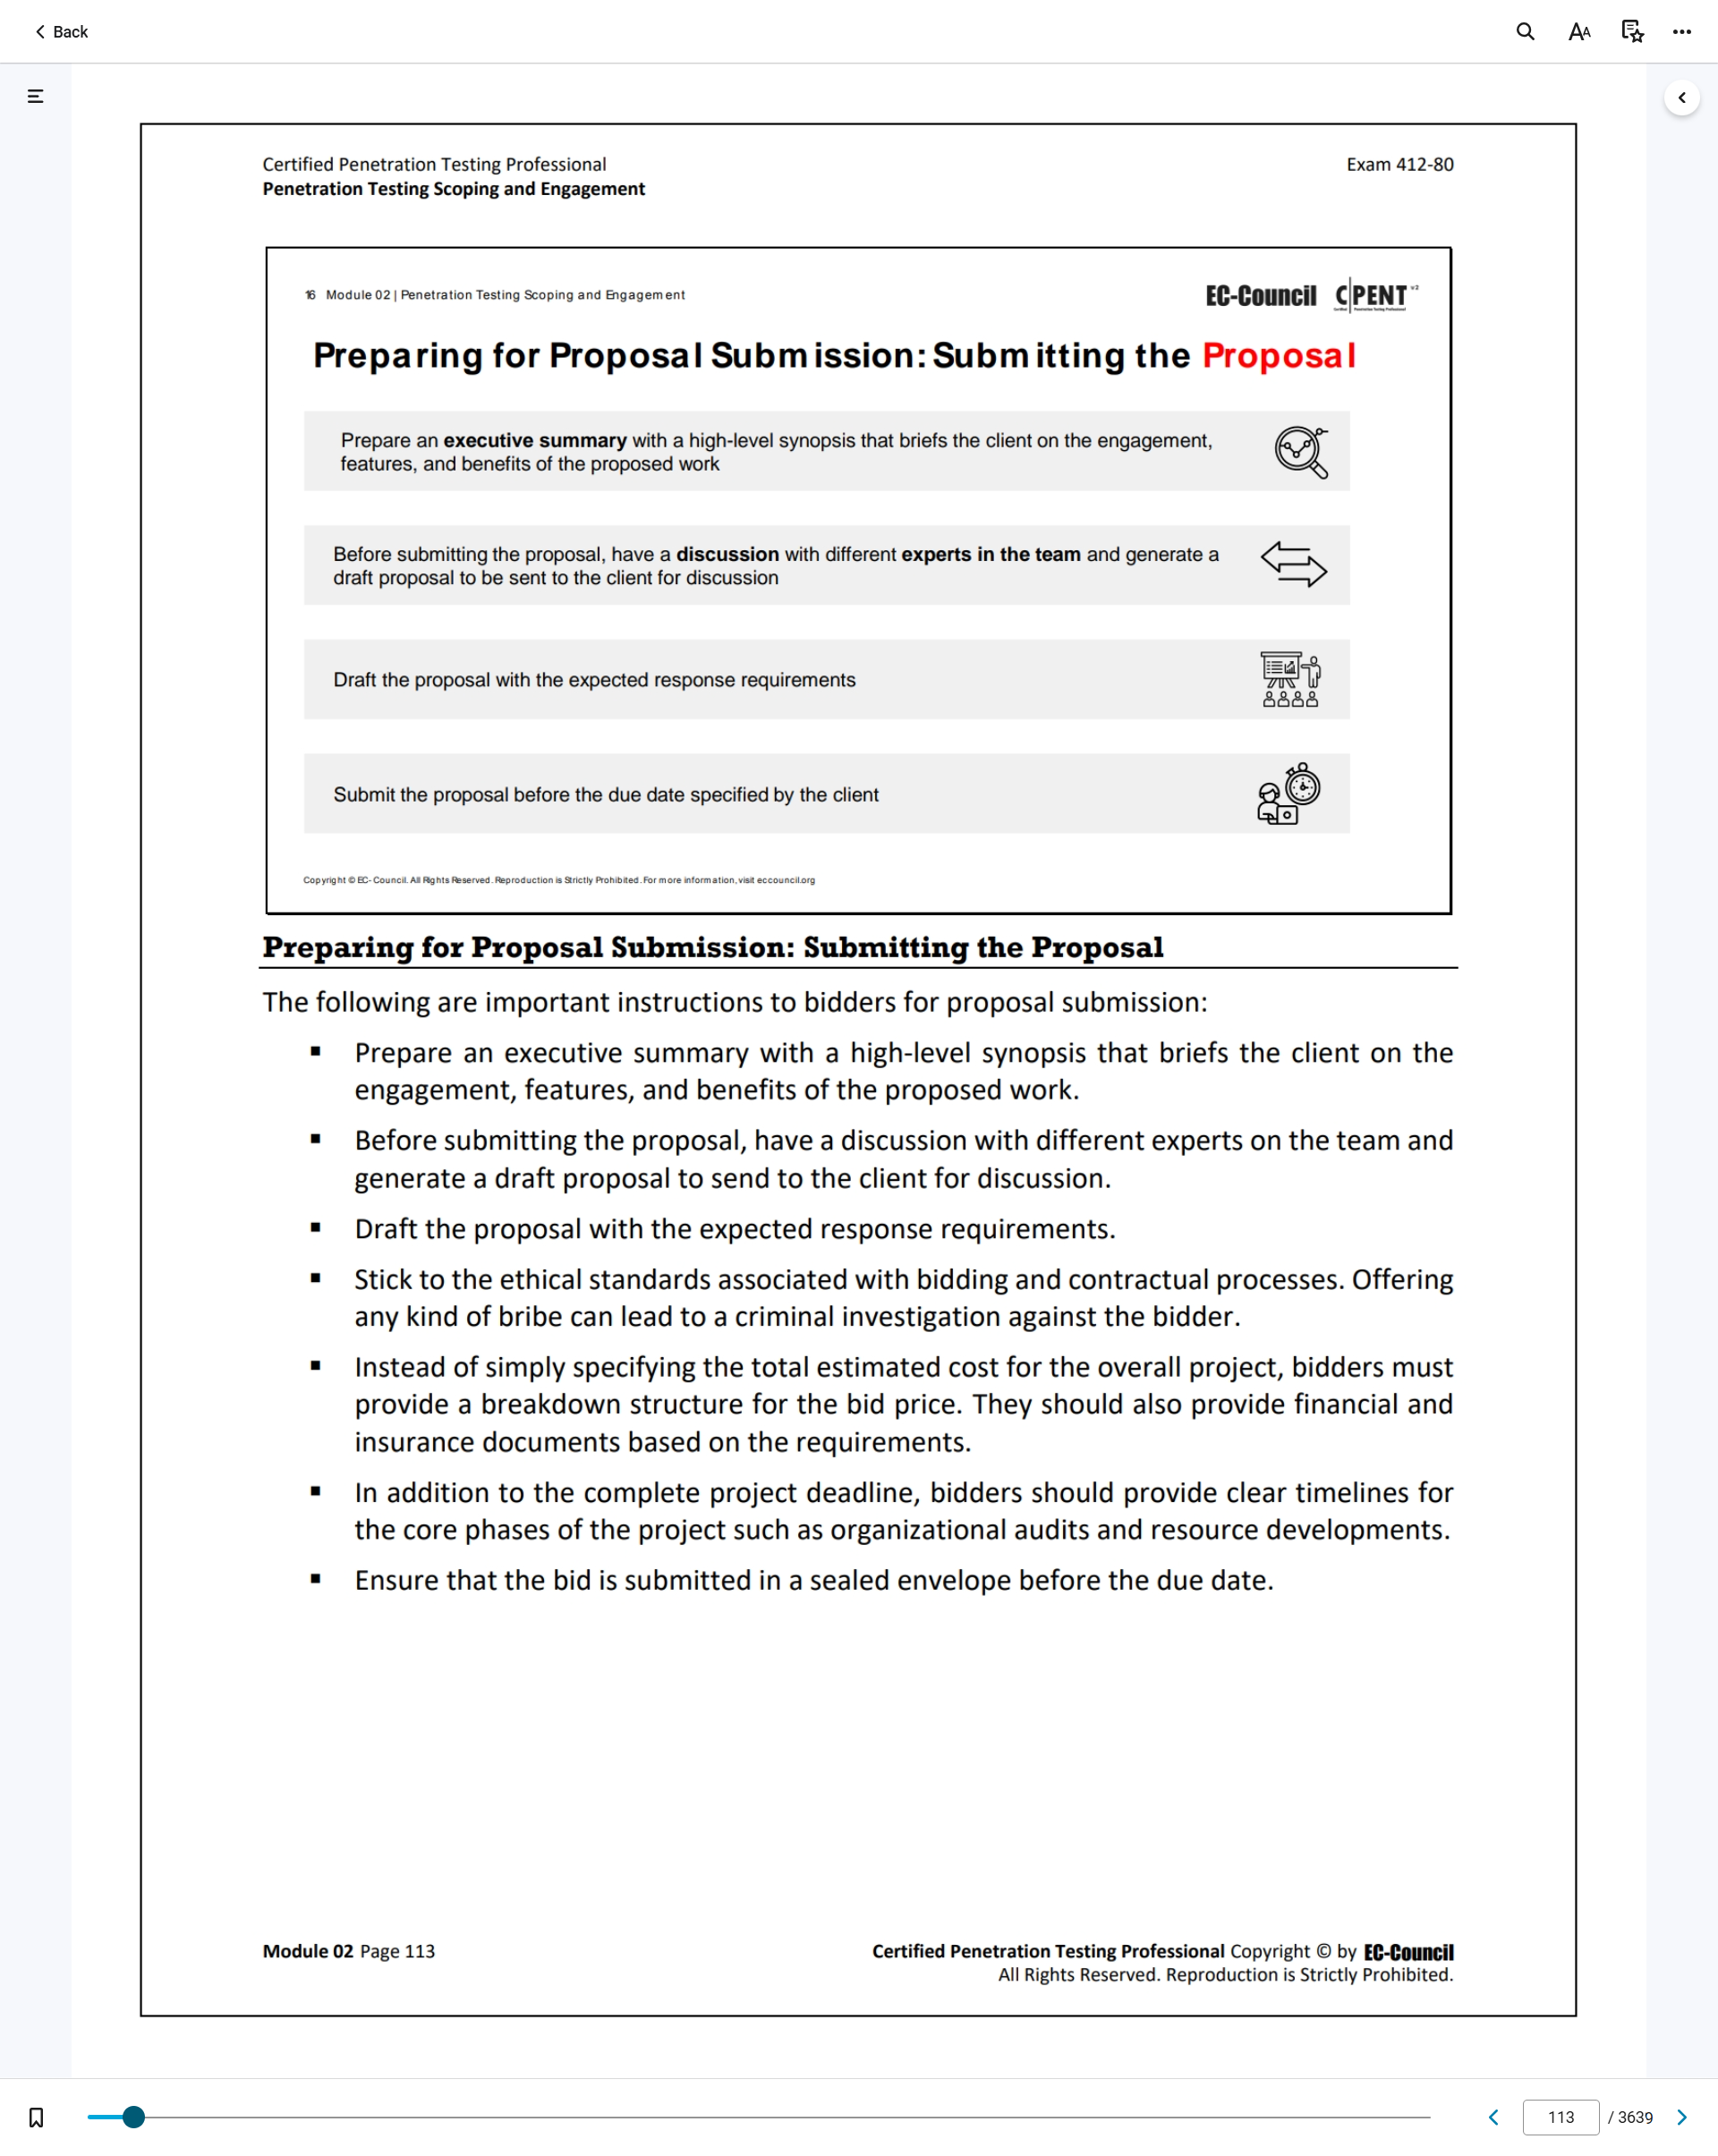 Back
Certified Penetration Testing Professional
Exam 412-80
Penetration Testing Scoping and Engagement
16 Module 02 | Penetration Testing Scoping and Engagement
EC-Council C|PENT v2
Preparing for Proposal Submission: Submitting the Proposal
Prepare an executive summary with a high-level synopsis that briefs the client on the engagement,
features, and benefits of the proposed work
Before submitting the proposal, have a discussion with different experts in the team and generate a
draft proposal to be sent to the client for discussion
Draft the proposal with the expected response requirements
Submit the proposal before the due date specified by the client
Copyright © EC-Council. All Rights Reserved. Reproduction is Strictly Prohibited. For more information, visit eccouncil.org
Preparing for Proposal Submission: Submitting the Proposal
The following are important instructions to bidders for proposal submission:
▪ Prepare an executive summary with a high-level synopsis that briefs the client on the
engagement, features, and benefits of the proposed work.
▪ Before submitting the proposal, have a discussion with different experts on the team and
generate a draft proposal to send to the client for discussion.
▪ Draft the proposal with the expected response requirements.
▪ Stick to the ethical standards associated with bidding and contractual processes. Offering
any kind of bribe can lead to a criminal investigation against the bidder.
▪ Instead of simply specifying the total estimated cost for the overall project, bidders must
provide a breakdown structure for the bid price. They should also provide financial and
insurance documents based on the requirements.
▪ In addition to the complete project deadline, bidders should provide clear timelines for
the core phases of the project such as organizational audits and resource developments.
▪ Ensure that the bid is submitted in a sealed envelope before the due date.
Module 02 Page 113
Certified Penetration Testing Professional Copyright © by EC-Council
All Rights Reserved. Reproduction is Strictly Prohibited.
113 / 3639